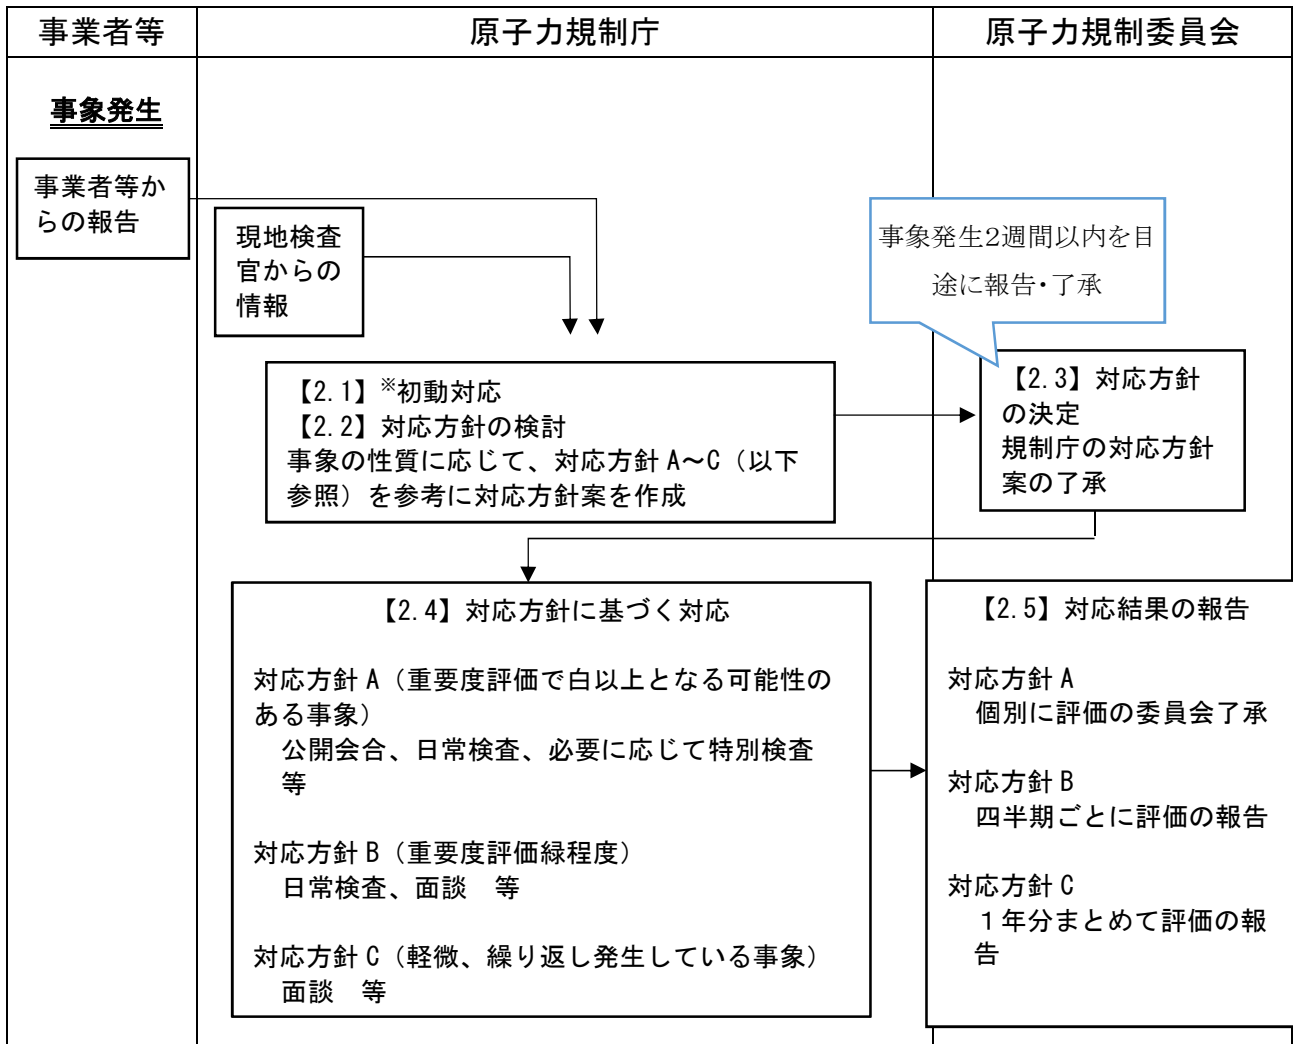 事業者等
原子力規制庁
原子力規制委員会
事象発生
事業者等か
らの報告
現地検査
官からの
情報
事象発生2週間以内を目
途に報告・了承
【2.1】※初動対応
【2.2】対応方針の検討
事象の性質に応じて、対応方針 A～C（以下
参照）を参考に対応方針案を作成
【2.3】対応方針
の決定
規制庁の対応方針
案の了承
【2.4】対応方針に基づく対応
対応方針 A（重要度評価で白以上となる可能性の
ある事象）
公開会合、日常検査、必要に応じて特別検査
等
対応方針 B（重要度評価緑程度）
日常検査、面談　等
対応方針 C（軽微、繰り返し発生している事象）
面談　等
【2.5】対応結果の報告
対応方針 A
個別に評価の委員会了承
対応方針 B
四半期ごとに評価の報告
対応方針 C
１年分まとめて評価の報
告